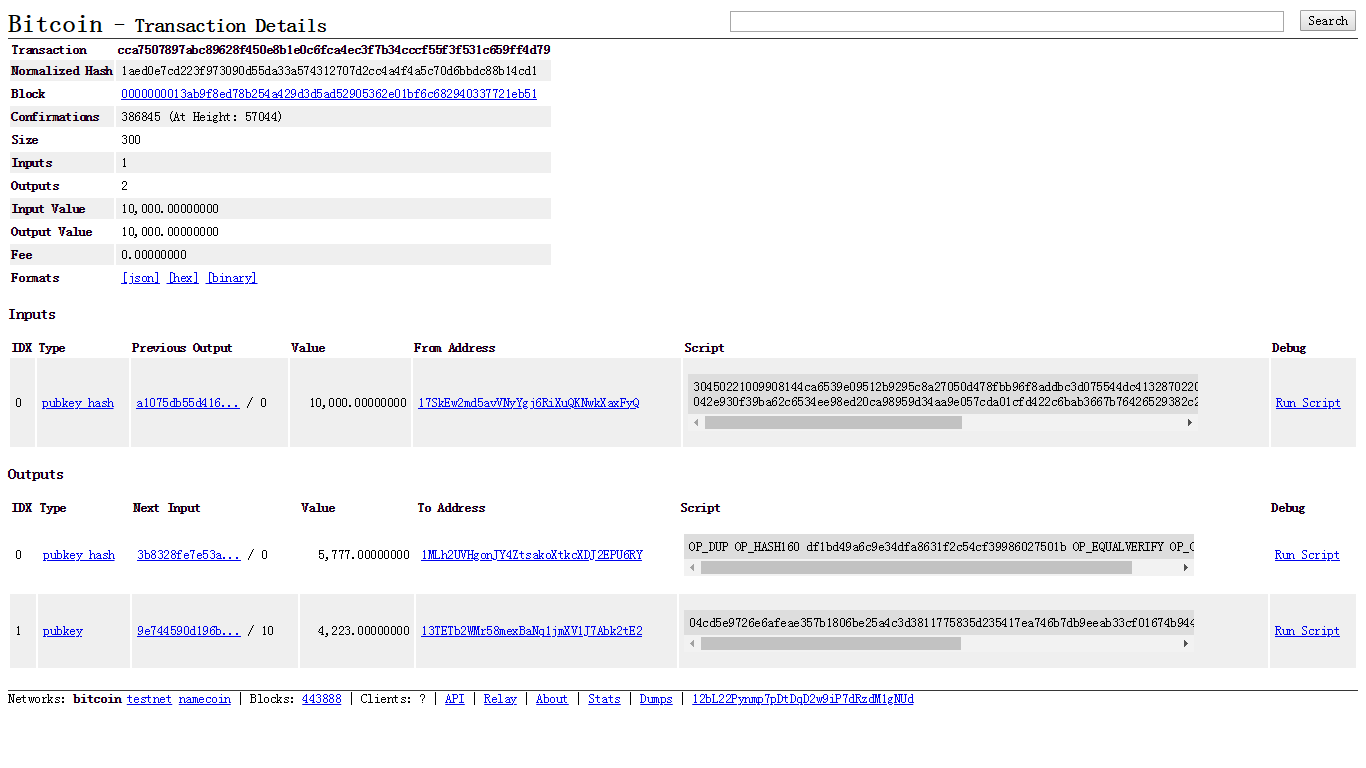 Bitcoin - Transaction Details
Search
Transaction cca7507897abc89628f450e8b1e0c6fca4ec3f7b34cccf55f3f531c659ff4d79
Normalized Hash 1aed0e7cd223f973090d55da33a574312707d2cc4a4f4a5c70d6bbdc88b14cd1
Block 0000000013ab9f8ed78b254a429d3d5ad52905362e01bf6c682940337721eb51
Confirmations 386845 (At Height: 57044)
Size 300
Inputs 1
Outputs 2
Input Value 10,000.00000000
Output Value 10,000.00000000
Fee 0.00000000
Formats [json] [hex] [binary]
Inputs
IDX Type Previous Output Value From Address Script Debug
0 pubkey hash a1075db55d416... / 0 10,000.00000000 17SkEw2md5avVNyYgj6RiXuQKNwkXaxFyQ 30450221009908144ca6539e09512b9295c8a27050d478fbb96f8addbc3d075544dc4132870220 Run Script
042e930f39ba62c6534ee98ed20ca98959d34aa9e057cda01cfd422c6bab3667b76426529382c2
Outputs
IDX Type Next Input Value To Address Script Debug
0 pubkey hash 3b8328fe7e53a... / 0 5,777.00000000 1MLh2UVHgonJY4ZtsakoXtkcXDJ2EPU6RY OP_DUP OP_HASH160 df1bd49a6c9e34dfa8631f2c54cf39986027501b OP_EQUALVERIFY OP_C Run Script
1 pubkey 9e744590d196b... / 10 4,223.00000000 13TETb2WMr58mexBaNq1jmXV1J7Abk2tE2 04cd5e9726e6afeae357b1806be25a4c3d3811775835d235417ea746b7db9eeab33cf01674b944 Run Script
Networks: bitcoin testnet namecoin | Blocks: 443888 | Clients: ? | API | Relay | About | Stats | Dumps | 12bL22Pynmp7pDtDqD2w9iP7dRzdM1gNUd